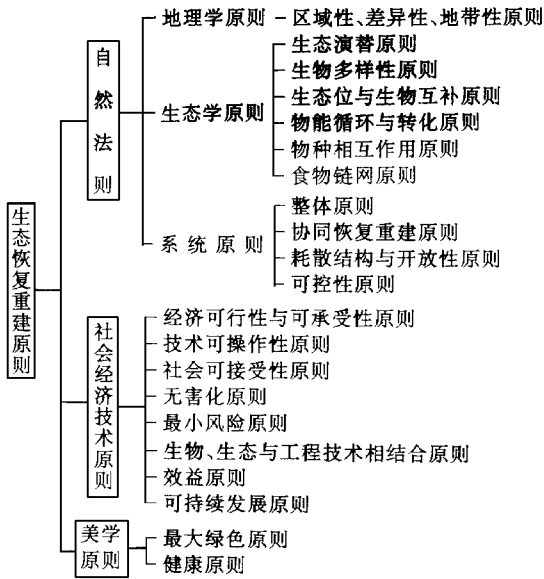 生态恢复重建原则
自然法则
地理学原则
区域性、差异性、地带性原则
生态学原则
生态演替原则
生物多样性原则
生态位与生物互补原则
物能循环与转化原则
物种相互作用原则
食物链网原则
系统原则
整体原则
协同恢复重建原则
耗散结构与开放性原则
可控性原则
社会经济技术原则
经济可行性与可承受性原则
技术可操作性原则
社会可接受性原则
无害化原则
最小风险原则
生物、生态与工程技术相结合原则
效益原则
可持续发展原则
美学
原则
最大绿色原则
健康原则